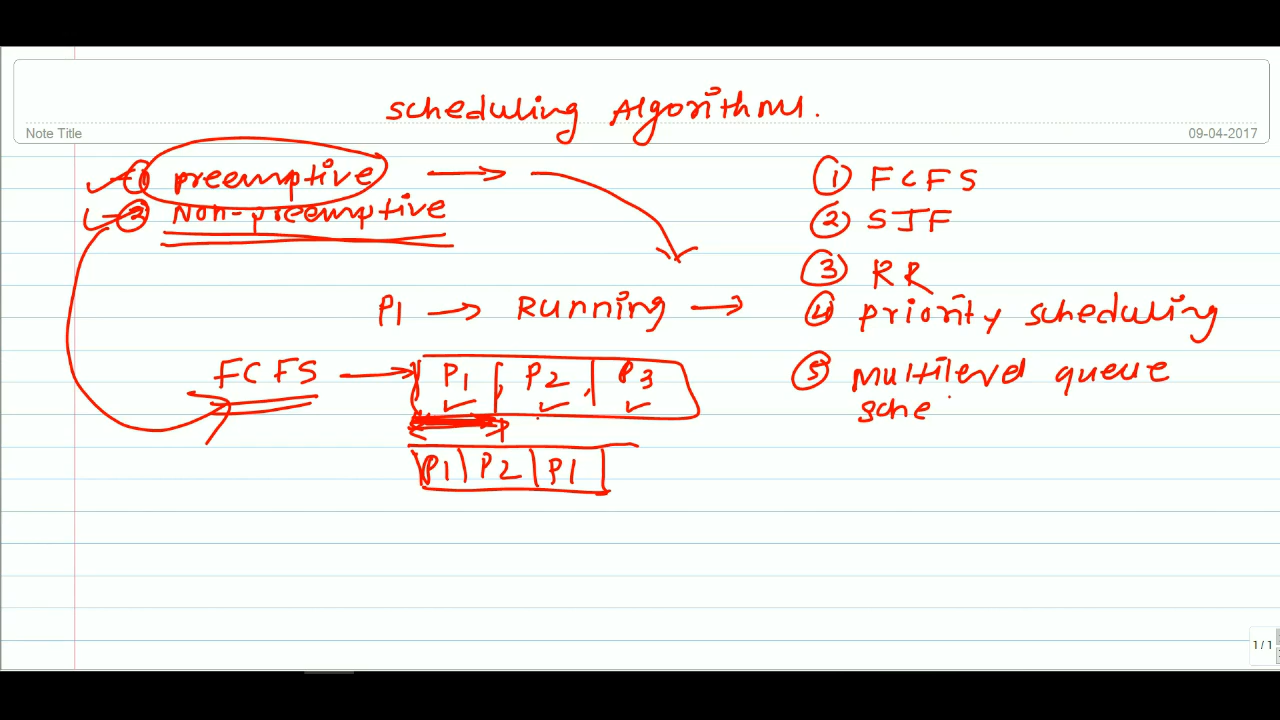 Scheduling Algorithms.
Note Title
09-04-2017
① preemptive →
② Non-preemptive
P1 → Running →
FCFS → P1 P2 P3
P1 P2 P1
① FCFS
② SJF
③ RR
④ priority scheduling
⑤ Multilevel queue
sche
1 / 1